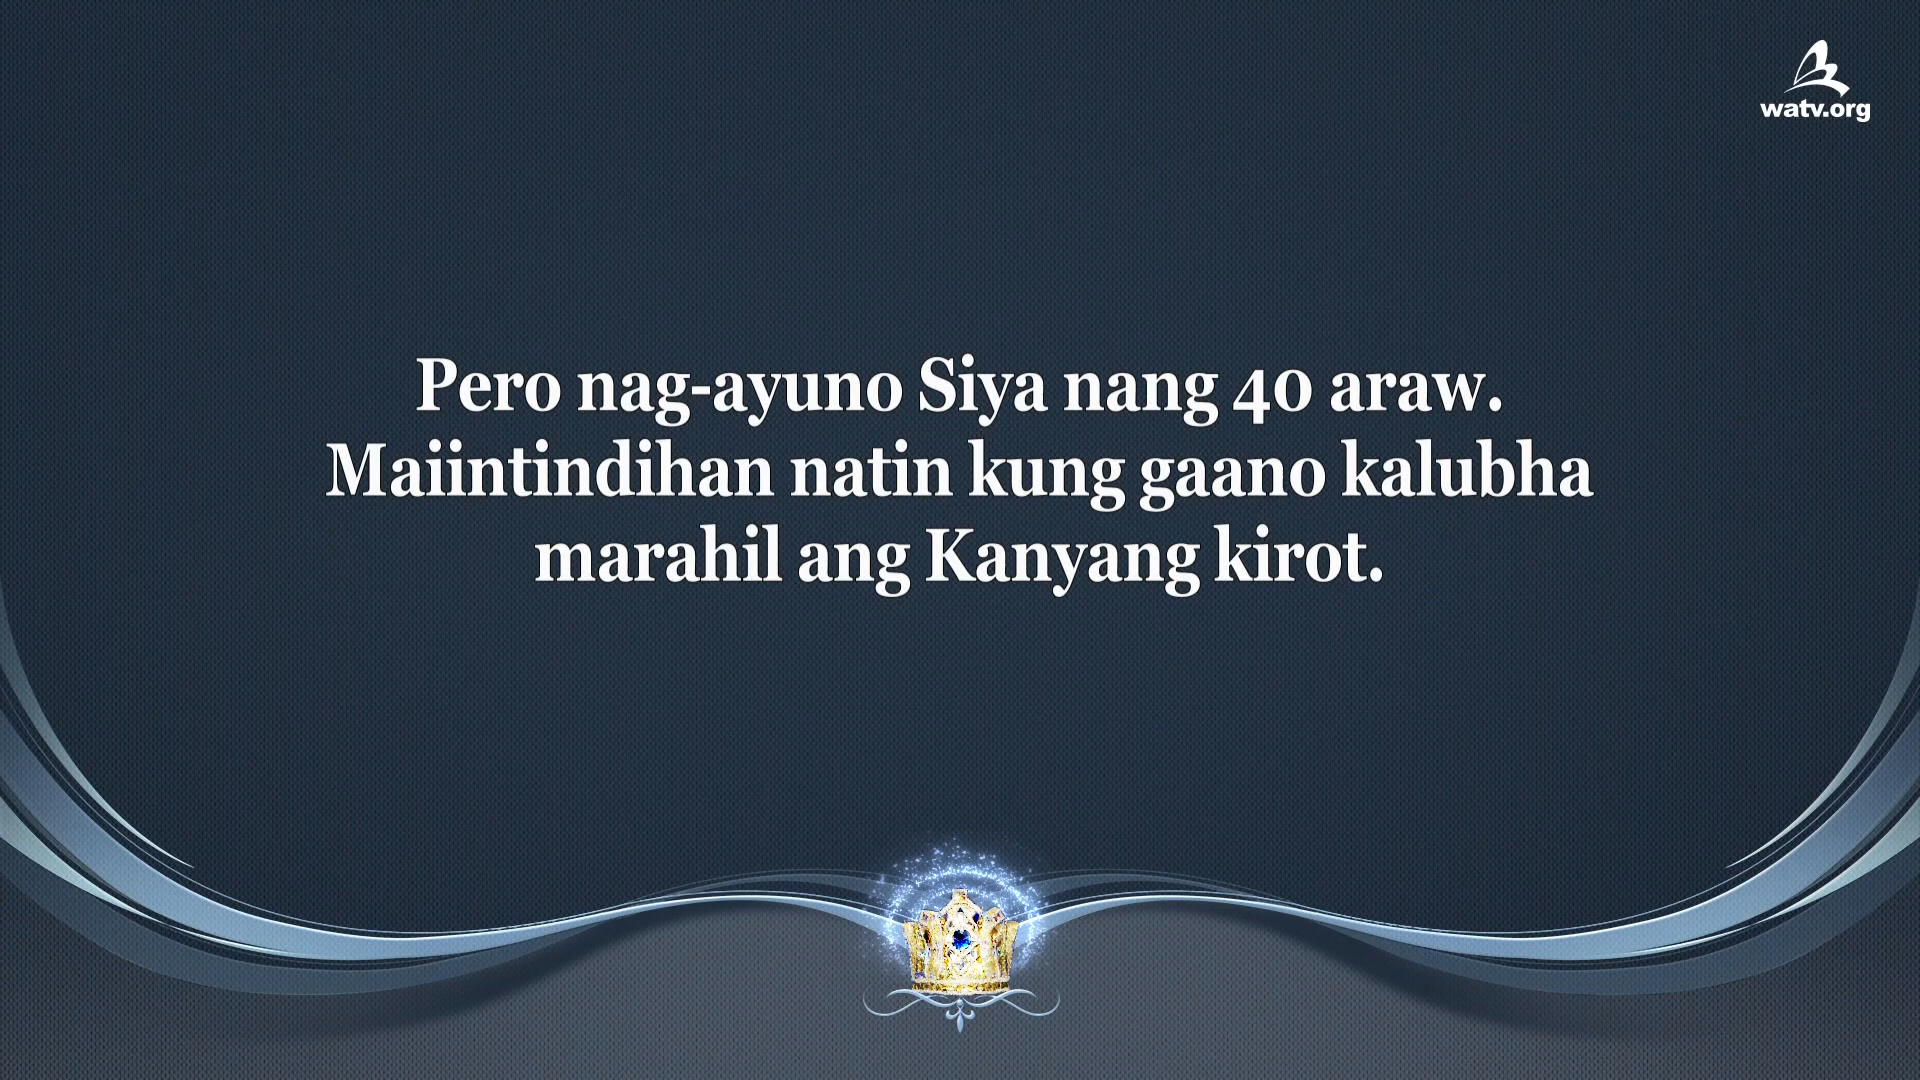 watv.org
Pero nag-ayuno Siya nang 40 araw.
Maiintindihan natin kung gaano kalubha
marahil ang Kanyang kirot.